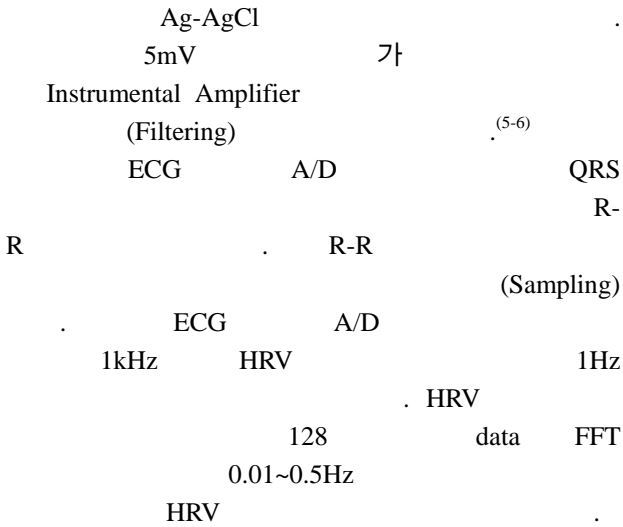 Ag-AgCl .
5mV 가
Instrumental Amplifier
(Filtering) .(5-6)
ECG A/D QRS
R-
R . R-R
(Sampling)
. ECG A/D
1kHz HRV 1Hz
. HRV
128 data FFT
0.01~0.5Hz
HRV .